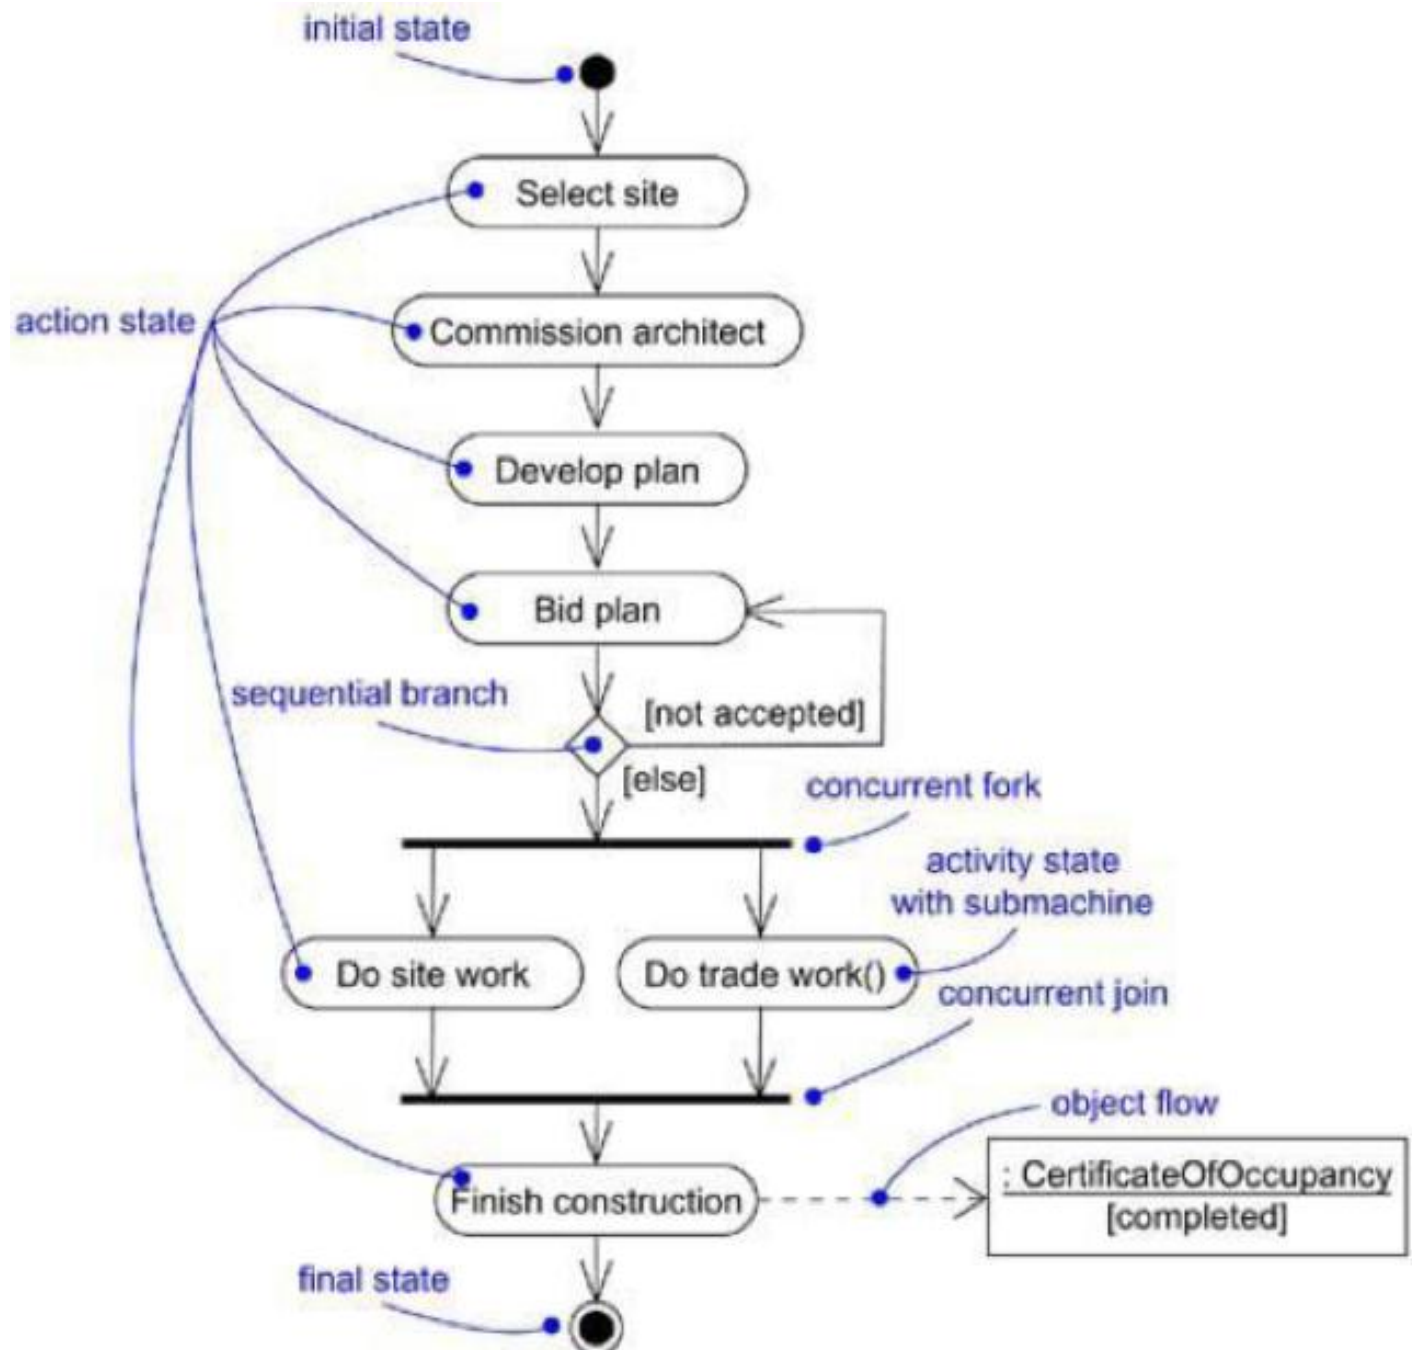 initial state
Select site
action state
Commission architect
Develop plan
Bid plan
sequential branch
[not accepted]
[else]
concurrent fork
activity state
with submachine
Do site work
Do trade work()
concurrent join
object flow
: CertificateOfOccupancy
[completed]
Finish construction
final state